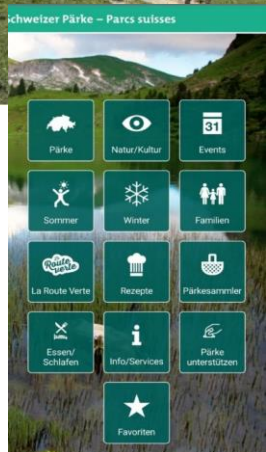 Schweizer Pärke – Parcs suisses
Pärke
Natur/Kultur
31
Events
Sommer
Winter
Familien
Route
verte
La Route Verte
Rezepte
Pärkesammler
Essen/
Schlafen
Info/Services
Pärke
unterstützen
Favoriten